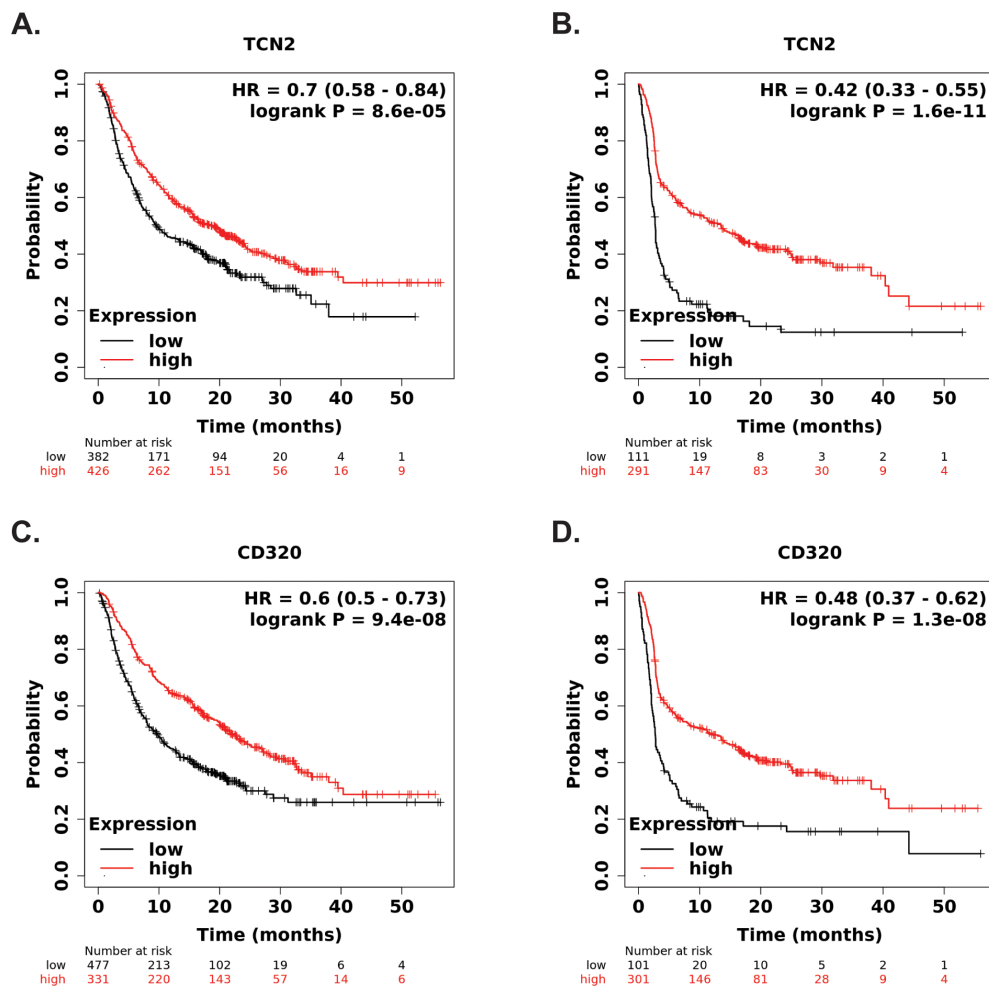 A.
TCN2
HR = 0.7 (0.58 - 0.84)
logrank P = 8.6e-05
Probability
1.0
0.8
0.6
0.4
0.2
0.0
Expression
low
high
0 10 20 30 40 50
Time (months)
Number at risk
low 382 171 94 20 4 1
high 426 262 151 56 16 9
B.
TCN2
HR = 0.42 (0.33 - 0.55)
logrank P = 1.6e-11
Probability
1.0
0.8
0.6
0.4
0.2
0.0
Expression
low
high
0 10 20 30 40 50
Time (months)
Number at risk
low 111 19 8 3 2 1
high 291 147 83 30 9 4
C.
CD320
HR = 0.6 (0.5 - 0.73)
logrank P = 9.4e-08
Probability
1.0
0.8
0.6
0.4
0.2
0.0
Expression
low
high
0 10 20 30 40 50
Time (months)
Number at risk
low 477 213 102 19 6 4
high 331 220 143 57 14 6
D.
CD320
HR = 0.48 (0.37 - 0.62)
logrank P = 1.3e-08
Probability
1.0
0.8
0.6
0.4
0.2
0.0
Expression
low
high
0 10 20 30 40 50
Time (months)
Number at risk
low 101 20 10 5 2 1
high 301 146 81 28 9 4